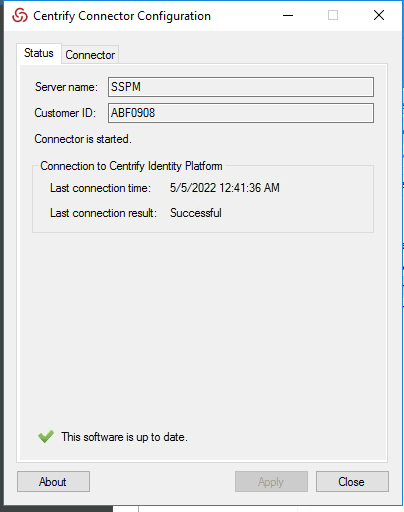 Centrify Connector Configuration
Status Connector
Server name: SSPM
Customer ID: ABF0908
Connector is started.
Connection to Centrify Identity Platform
Last connection time: 5/5/2022 12:41:36 AM
Last connection result: Successful
This software is up to date.
About Apply Close